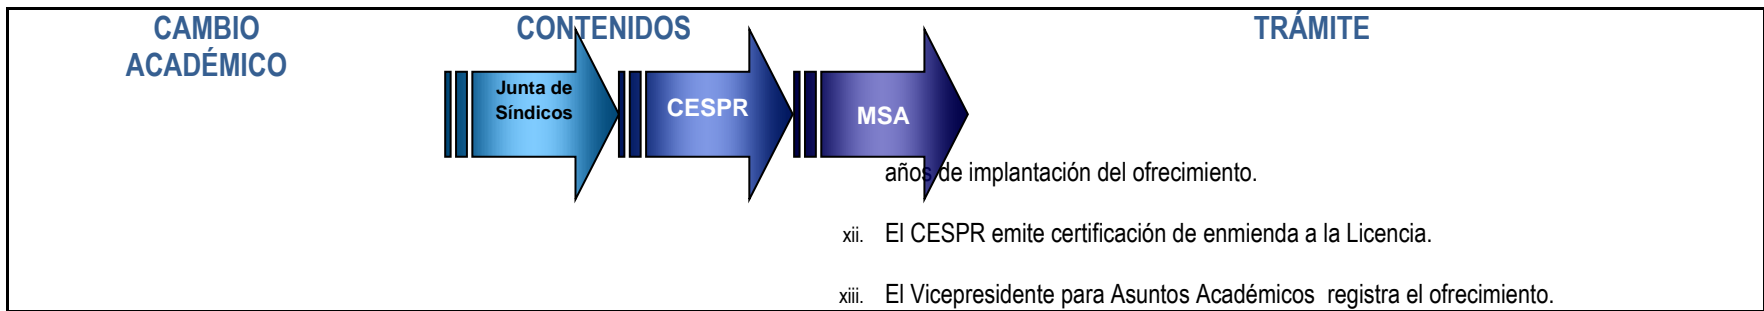 CAMBIO
ACADÉMICO
CONTENIDOS
TRÁMITE
Junta de
Síndicos
CESPR
MSA
años de implantación del ofrecimiento.
xii. El CESPR emite certificación de enmienda a la Licencia.
xiii. El Vicepresidente para Asuntos Académicos registra el ofrecimiento.